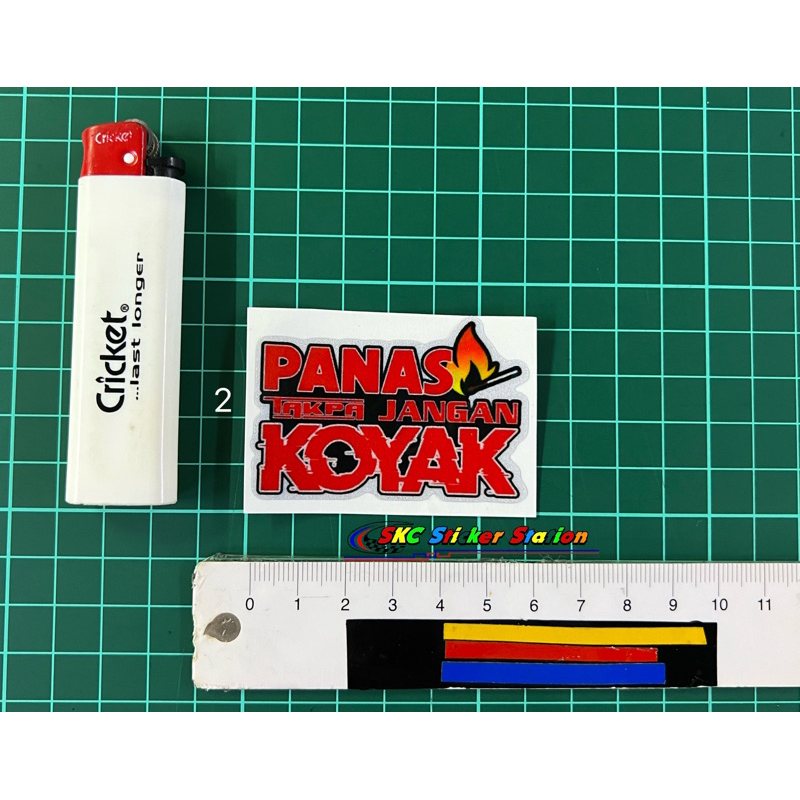 Cricket
Cricket®
...last longer
2
PANAS
TAKPA JANGAN
KOYAK
SKC Sticker Station
0 1 2 3 4 5 6 7 8 9 10 11